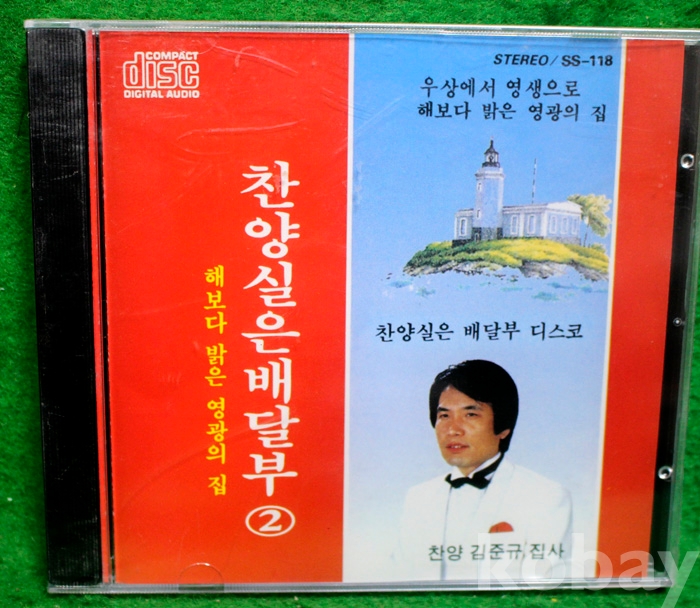 COMPACT
disc
DIGITAL AUDIO
STEREO/SS-118
우상에서 영생으로
해보다 밝은 영광의 집
찬양실은배달부 ②
해보다 밝은 영광의 집
찬양실은 배달부 디스코
찬양 김준규 집사
kobay